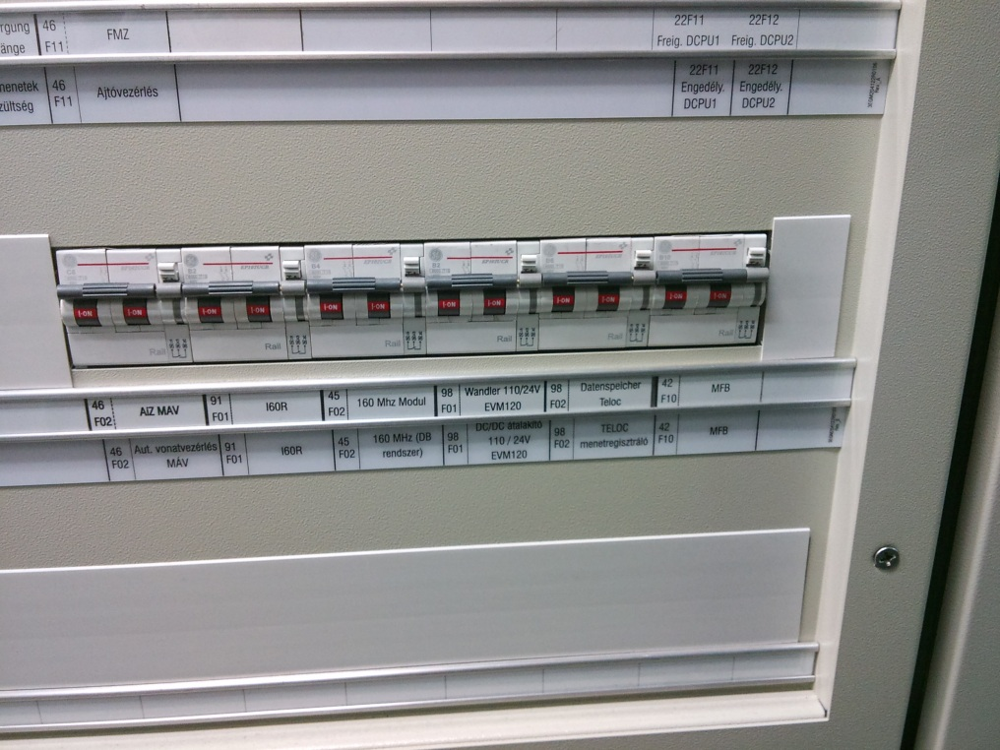 rgung 46 FMZ 22F11 22F12
änge F11 Freig. DCPU1 Freig. DCPU2
menetek 46 Ajtóvezérlés 22F11 22F12
zültség F11 Engedély. Engedély.
DCPU1 DCPU2
I-ON I-ON I-ON I-ON I-ON I-ON I-ON I-ON I-ON I-ON I-ON I-ON
Rail Rail Rail Rail Rail Rail
46 AiZ MAV 91 I60R 45 160 Mhz Modul 98 Wandler 110/24V 98 Datenspeicher 42 MFB
F02 F01 F02 F01 EVM120 F02 Teloc F10
46 Aut. vonatvezérlés 91 I60R 45 160 MHz (DB 98 DC/DC átalakító 98 TELOC 42 MFB
F02 MÁV F01 F02 rendszer) F01 110 / 24V F02 menetregisztráló F10
EVM120